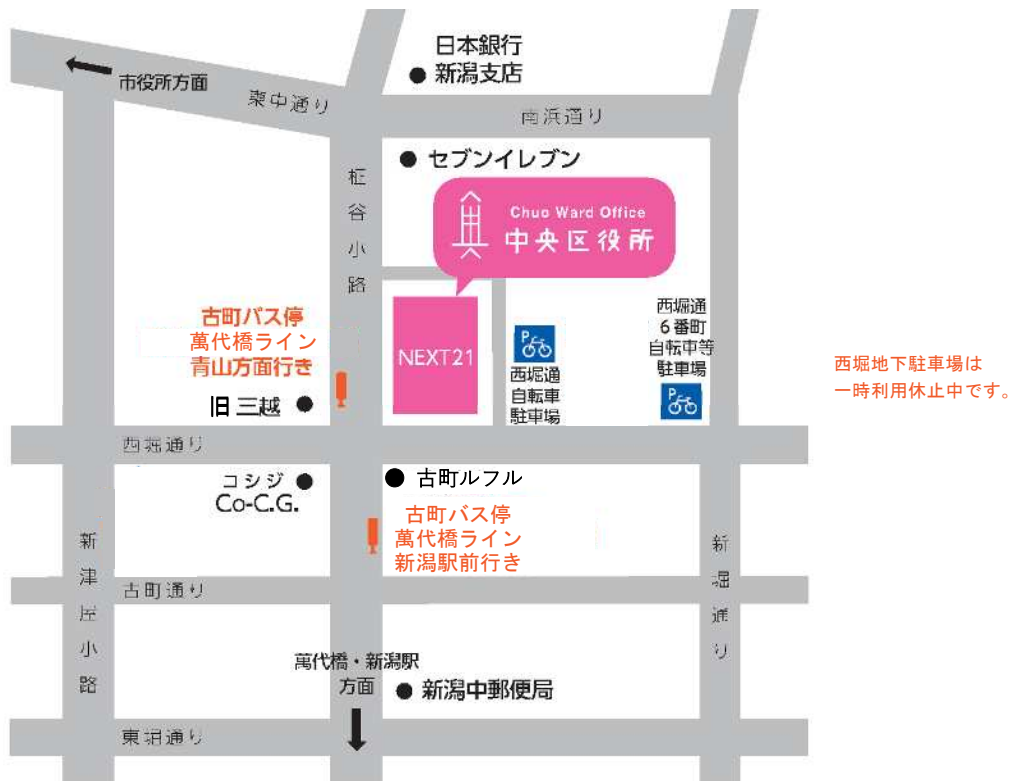 日本銀行
新潟支店
市役所方面
東中通り
南浜通り
セブンイレブン
柾谷小路
Chuo Ward Office
中央区役所
古町バス停
萬代橋ライン
青山方面行き
NEXT21
P
西堀通
自転車
駐車場
西堀通
6番町
自転車等
駐車場
P
西堀地下駐車場は
一時利用休止中です。
旧 三越
西堀通り
コシジ
Co-C.G.
古町ルフル
古町バス停
萬代橋ライン
新潟駅前行き
新津屋小路
新堀通り
古町通り
萬代橋・新潟駅
方面
新潟中郵便局
東堀通り